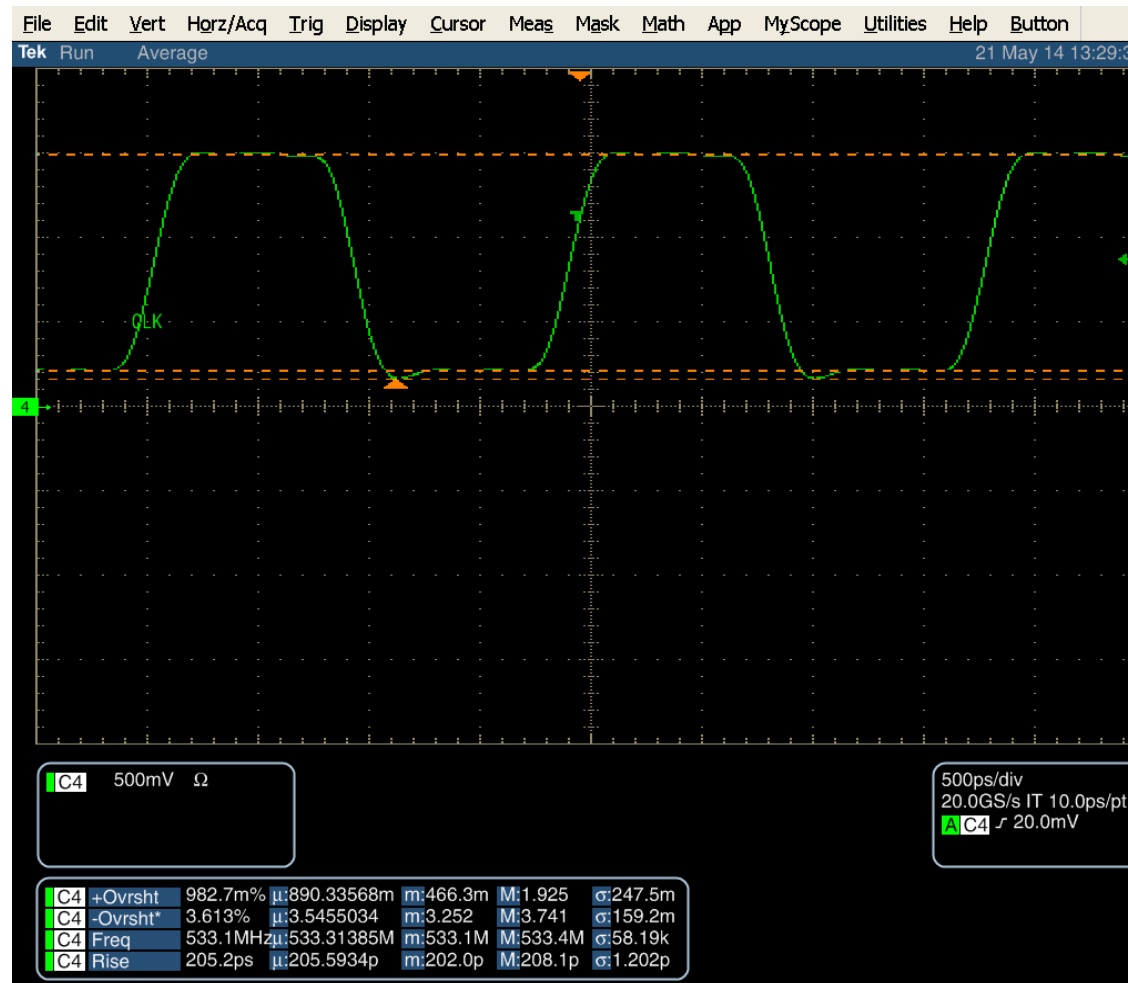 File Edit Vert Horz/Acq Trig Display Cursor Meas Mask Math App MyScope Utilities Help Button
Tek Run Average 21 May 14 13:29:3
CLK
4
C4 500mV Ω
500ps/div
20.0GS/s IT 10.0ps/pt
A C4 20.0mV
C4 +Ovrsht 982.7m% µ:890.33568m m:466.3m M:1.925 σ:247.5m
C4 -Ovrsht* 3.613% µ:3.5455034 m:3.252 M:3.741 σ:159.2m
C4 Freq 533.1MHz µ:533.31385M m:533.1M M:533.4M σ:58.19k
C4 Rise 205.2ps µ:205.5934p m:202.0p M:208.1p σ:1.202p